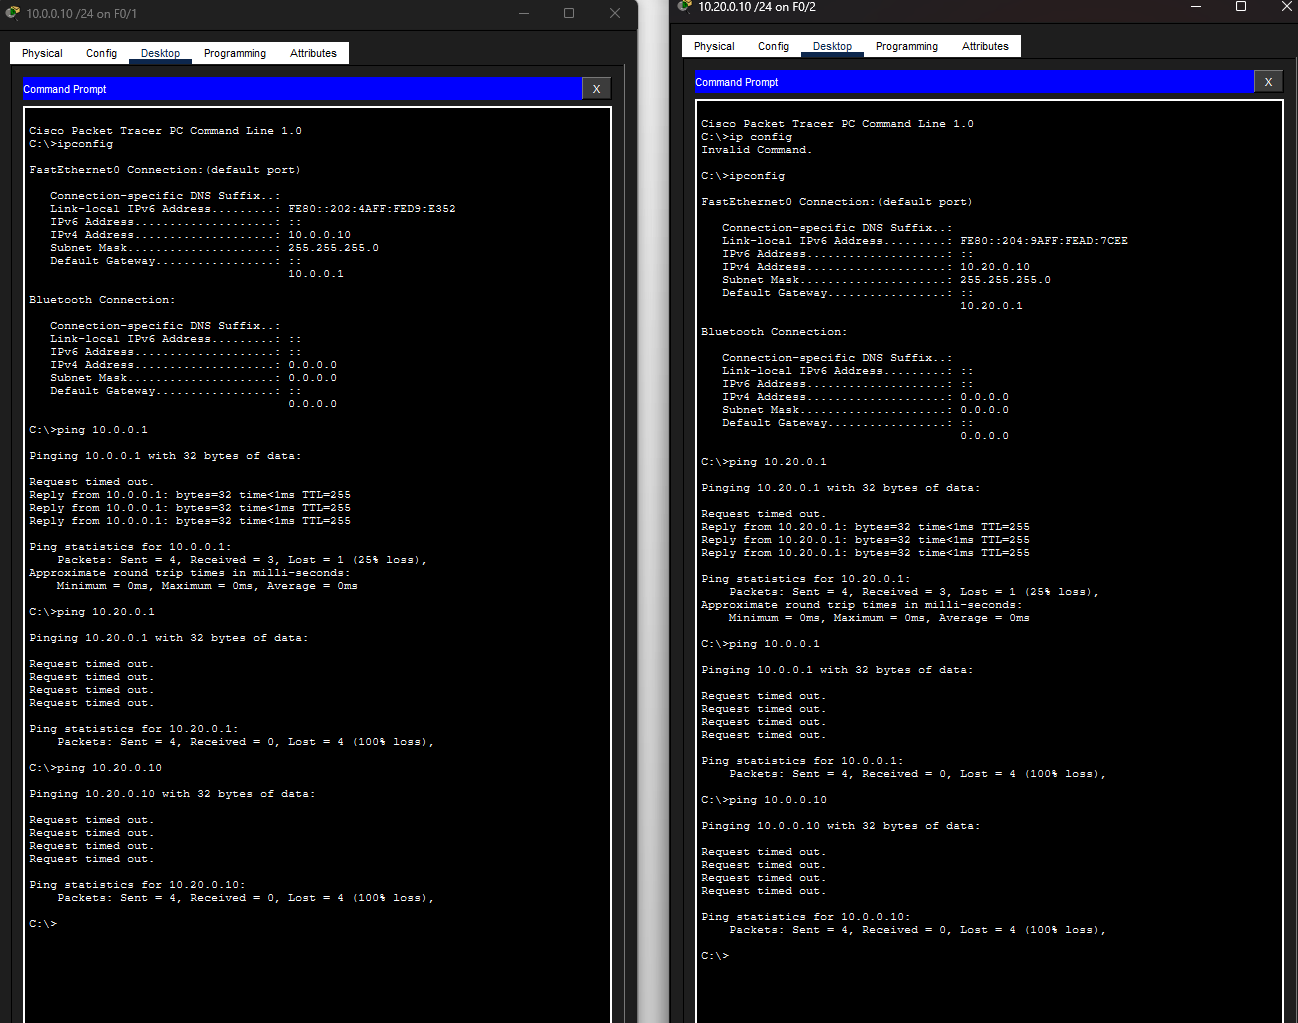 10.0.0.10 /24 on F0/1
Physical Config Desktop Programming Attributes
Command Prompt X
Cisco Packet Tracer PC Command Line 1.0
C:\>ipconfig
FastEthernet0 Connection:(default port)
Connection-specific DNS Suffix..:
Link-local IPv6 Address.........: FE80::202:4AFF:FED9:E352
IPv6 Address....................: ::
IPv4 Address....................: 10.0.0.10
Subnet Mask.....................: 255.255.255.0
Default Gateway.................: ::
10.0.0.1
Bluetooth Connection:
Connection-specific DNS Suffix..:
Link-local IPv6 Address.........: ::
IPv6 Address....................: ::
IPv4 Address....................: 0.0.0.0
Subnet Mask.....................: 0.0.0.0
Default Gateway.................: ::
0.0.0.0
C:\>ping 10.0.0.1
Pinging 10.0.0.1 with 32 bytes of data:
Request timed out.
Reply from 10.0.0.1: bytes=32 time<1ms TTL=255
Reply from 10.0.0.1: bytes=32 time<1ms TTL=255
Reply from 10.0.0.1: bytes=32 time<1ms TTL=255
Ping statistics for 10.0.0.1:
Packets: Sent = 4, Received = 3, Lost = 1 (25% loss),
Approximate round trip times in milli-seconds:
Minimum = 0ms, Maximum = 0ms, Average = 0ms
C:\>ping 10.20.0.1
Pinging 10.20.0.1 with 32 bytes of data:
Request timed out.
Request timed out.
Request timed out.
Request timed out.
Ping statistics for 10.20.0.1:
Packets: Sent = 4, Received = 0, Lost = 4 (100% loss),
C:\>ping 10.20.0.10
Pinging 10.20.0.10 with 32 bytes of data:
Request timed out.
Request timed out.
Request timed out.
Request timed out.
Ping statistics for 10.20.0.10:
Packets: Sent = 4, Received = 0, Lost = 4 (100% loss),
C:\>
10.20.0.10 /24 on F0/2
Physical Config Desktop Programming Attributes
Command Prompt X
Cisco Packet Tracer PC Command Line 1.0
C:\>ip config
Invalid Command.
C:\>ipconfig
FastEthernet0 Connection:(default port)
Connection-specific DNS Suffix..:
Link-local IPv6 Address.........: FE80::204:9AFF:FEAD:7CEE
IPv6 Address....................: ::
IPv4 Address....................: 10.20.0.10
Subnet Mask.....................: 255.255.255.0
Default Gateway.................: ::
10.20.0.1
Bluetooth Connection:
Connection-specific DNS Suffix..:
Link-local IPv6 Address.........: ::
IPv6 Address....................: ::
IPv4 Address....................: 0.0.0.0
Subnet Mask.....................: 0.0.0.0
Default Gateway.................: ::
0.0.0.0
C:\>ping 10.20.0.1
Pinging 10.20.0.1 with 32 bytes of data:
Request timed out.
Reply from 10.20.0.1: bytes=32 time<1ms TTL=255
Reply from 10.20.0.1: bytes=32 time<1ms TTL=255
Reply from 10.20.0.1: bytes=32 time<1ms TTL=255
Ping statistics for 10.20.0.1:
Packets: Sent = 4, Received = 3, Lost = 1 (25% loss),
Approximate round trip times in milli-seconds:
Minimum = 0ms, Maximum = 0ms, Average = 0ms
C:\>ping 10.0.0.1
Pinging 10.0.0.1 with 32 bytes of data:
Request timed out.
Request timed out.
Request timed out.
Request timed out.
Ping statistics for 10.0.0.1:
Packets: Sent = 4, Received = 0, Lost = 4 (100% loss),
C:\>ping 10.0.0.10
Pinging 10.0.0.10 with 32 bytes of data:
Request timed out.
Request timed out.
Request timed out.
Request timed out.
Ping statistics for 10.0.0.10:
Packets: Sent = 4, Received = 0, Lost = 4 (100% loss),
C:\>